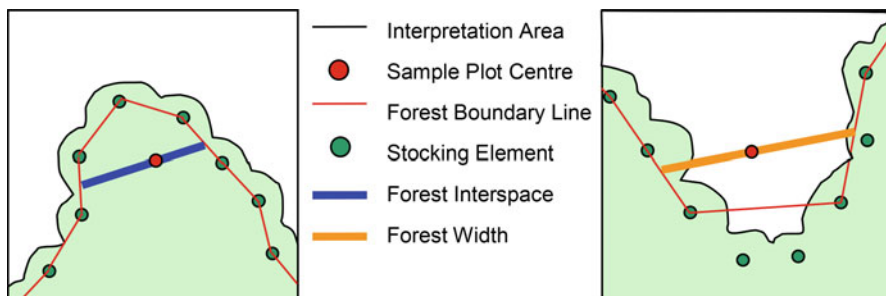 Interpretation Area
Sample Plot Centre
Forest Boundary Line
Stocking Element
Forest Interspace
Forest Width